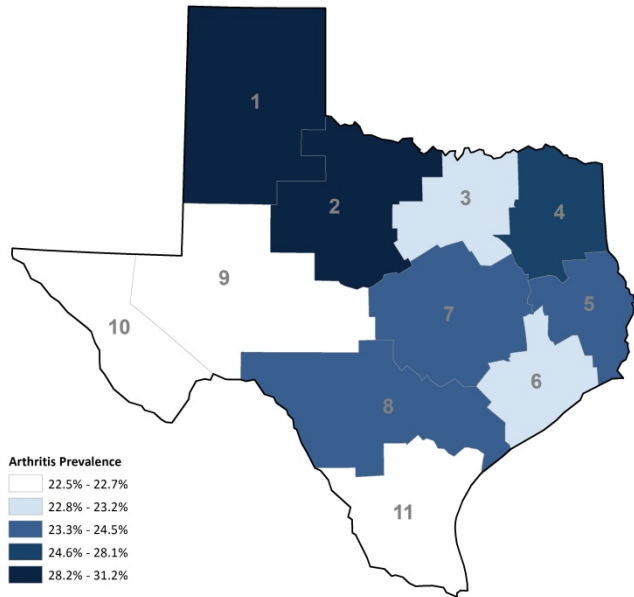 1
2
3
4
9
5
7
10
6
8
11
Arthritis Prevalence
22.5% - 22.7%
22.8% - 23.2%
23.3% - 24.5%
24.6% - 28.1%
28.2% - 31.2%